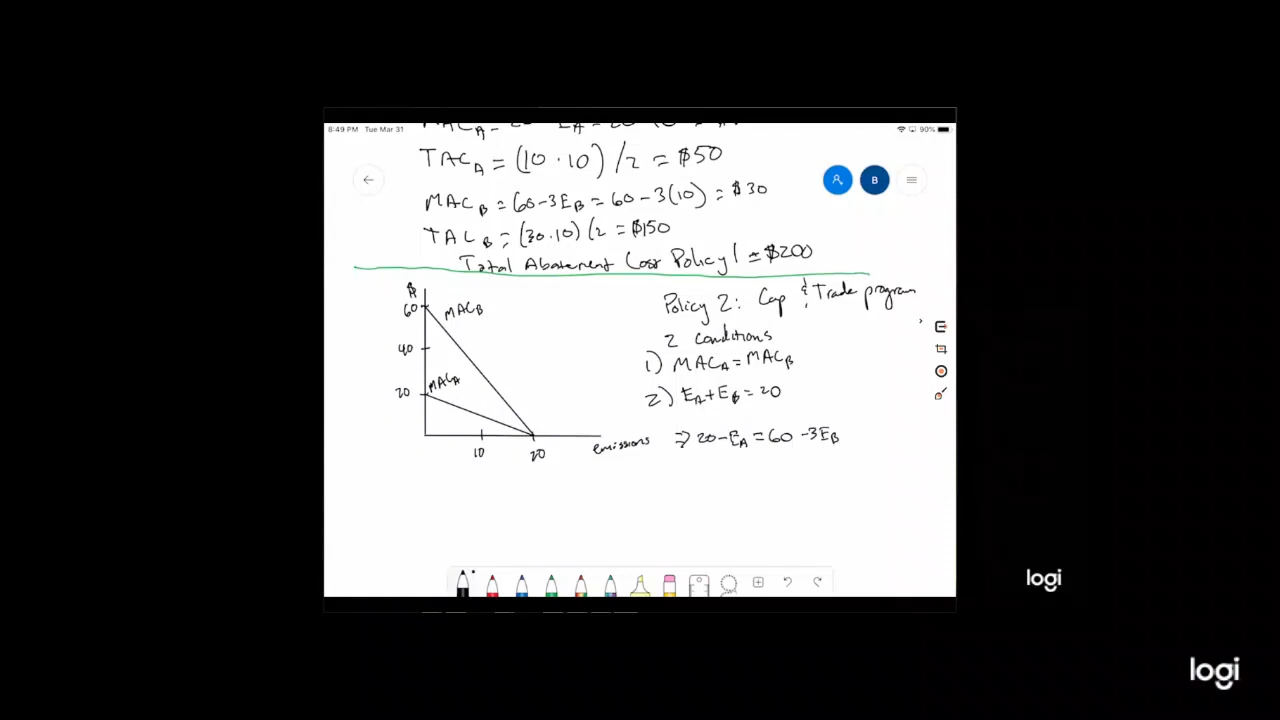 8:49 PM Tue Mar 31
90%
TAC_A = (10 · 10) / 2 = $50
B
MAC_B = 60 - 3E_B = 60 - 3(10) = $30
TAC_B = (30 · 10) / 2 = $150
Total Abatement Cost Policy 1 = $200
$
60
MAC_B
40
20
MAC_A
10
20
emissions
Policy 2: Cap & Trade program
2 conditions
1) MAC_A = MAC_B
2) E_A + E_B = 20
⇒ 20 - E_A = 60 - 3E_B
logi
logi